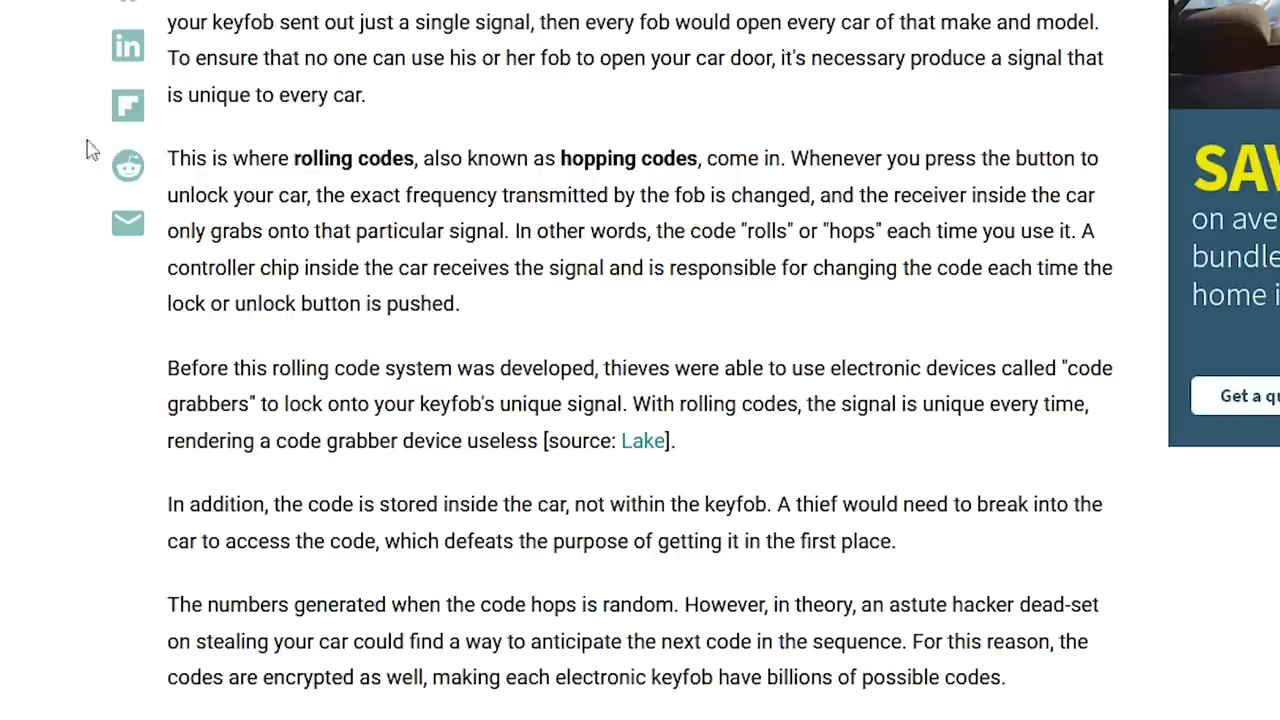 your keyfob sent out just a single signal, then every fob would open every car of that make and model.
To ensure that no one can use his or her fob to open your car door, it's necessary produce a signal that
is unique to every car.
This is where rolling codes, also known as hopping codes, come in. Whenever you press the button to
unlock your car, the exact frequency transmitted by the fob is changed, and the receiver inside the car
only grabs onto that particular signal. In other words, the code "rolls" or "hops" each time you use it. A
controller chip inside the car receives the signal and is responsible for changing the code each time the
lock or unlock button is pushed.
Before this rolling code system was developed, thieves were able to use electronic devices called "code
grabbers" to lock onto your keyfob's unique signal. With rolling codes, the signal is unique every time,
rendering a code grabber device useless [source: Lake].
In addition, the code is stored inside the car, not within the keyfob. A thief would need to break into the
car to access the code, which defeats the purpose of getting it in the first place.
The numbers generated when the code hops is random. However, in theory, an astute hacker dead-set
on stealing your car could find a way to anticipate the next code in the sequence. For this reason, the
codes are encrypted as well, making each electronic keyfob have billions of possible codes.
in
SAV
on ave
bundle
home i
Get a qu